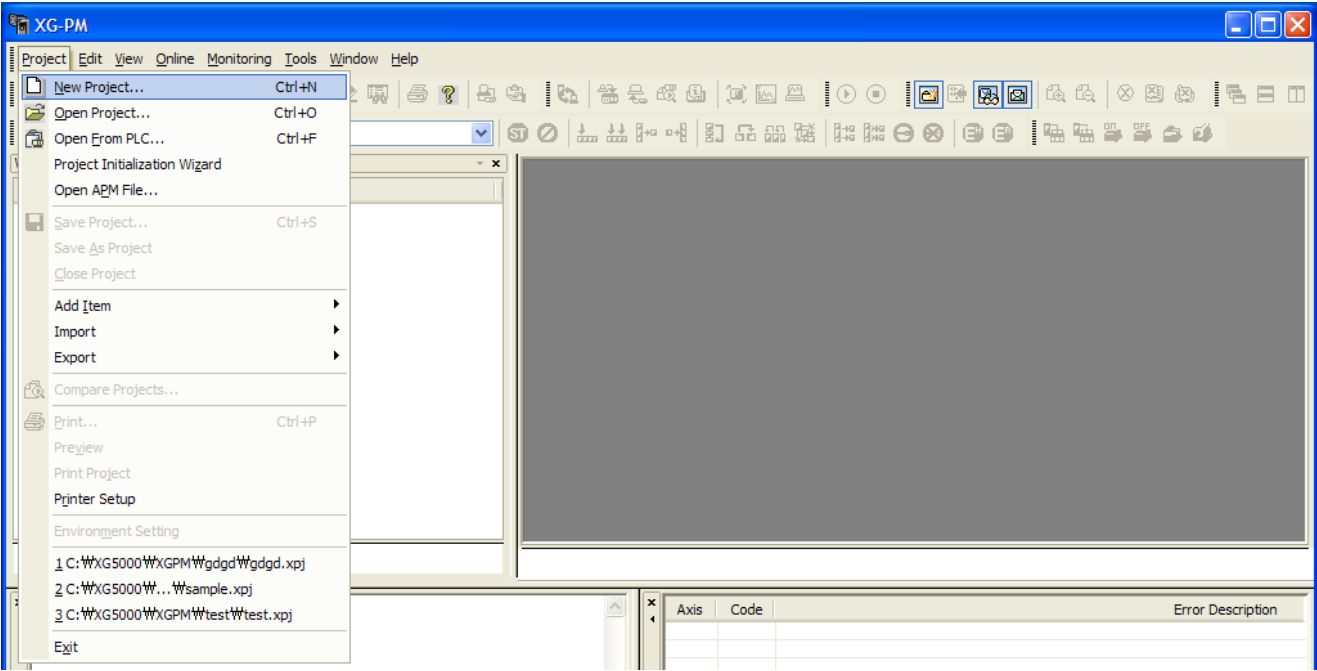 XG-PM
Project Edit View Online Monitoring Tools Window Help
New Project... Ctrl+N
Open Project... Ctrl+O
Open From PLC... Ctrl+F
Project Initialization Wizard
Open APM File...
Save Project... Ctrl+S
Save As Project
Close Project
Add Item
Import
Export
Compare Projects...
Print... Ctrl+P
Preview
Print Project
Printer Setup
Environment Setting
1 C:₩XG5000₩XGPM₩gdgd₩gdgd.xpj
2 C:₩XG5000₩...₩sample.xpj
3 C:₩XG5000₩XGPM₩test₩test.xpj
Exit
Axis Code Error Description